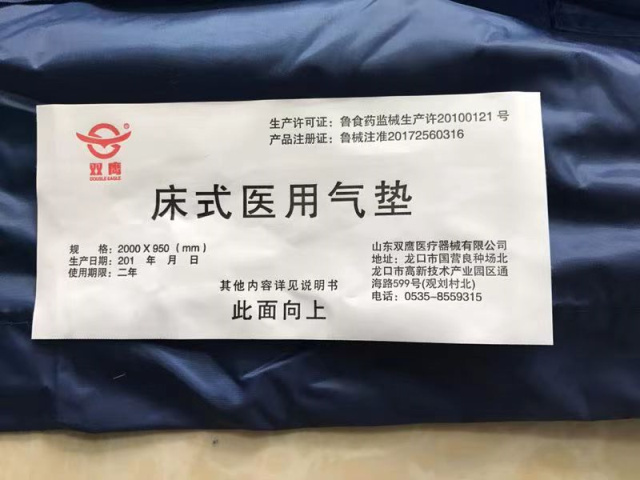 双鹰
DOUBLE EAGLE
生产许可证：鲁食药监械生产许20100121 号
产品注册证：鲁械注准20172560316
床式医用气垫
规 格：2000 X 950（mm）
生产日期：201 年 月 日
使用期限：二年
其他内容详见说明书
此面向上
山东双鹰医疗器械有限公司
地址：龙口市国营良种场北
龙口市高新技术产业园区通
海路599号(观刘村北)
电话：0535-8559315